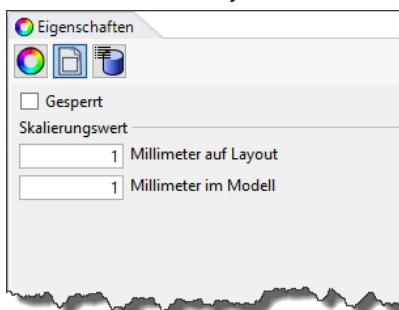 Eigenschaften
Gesperrt
Skalierungswert
1 Millimeter auf Layout
1 Millimeter im Modell